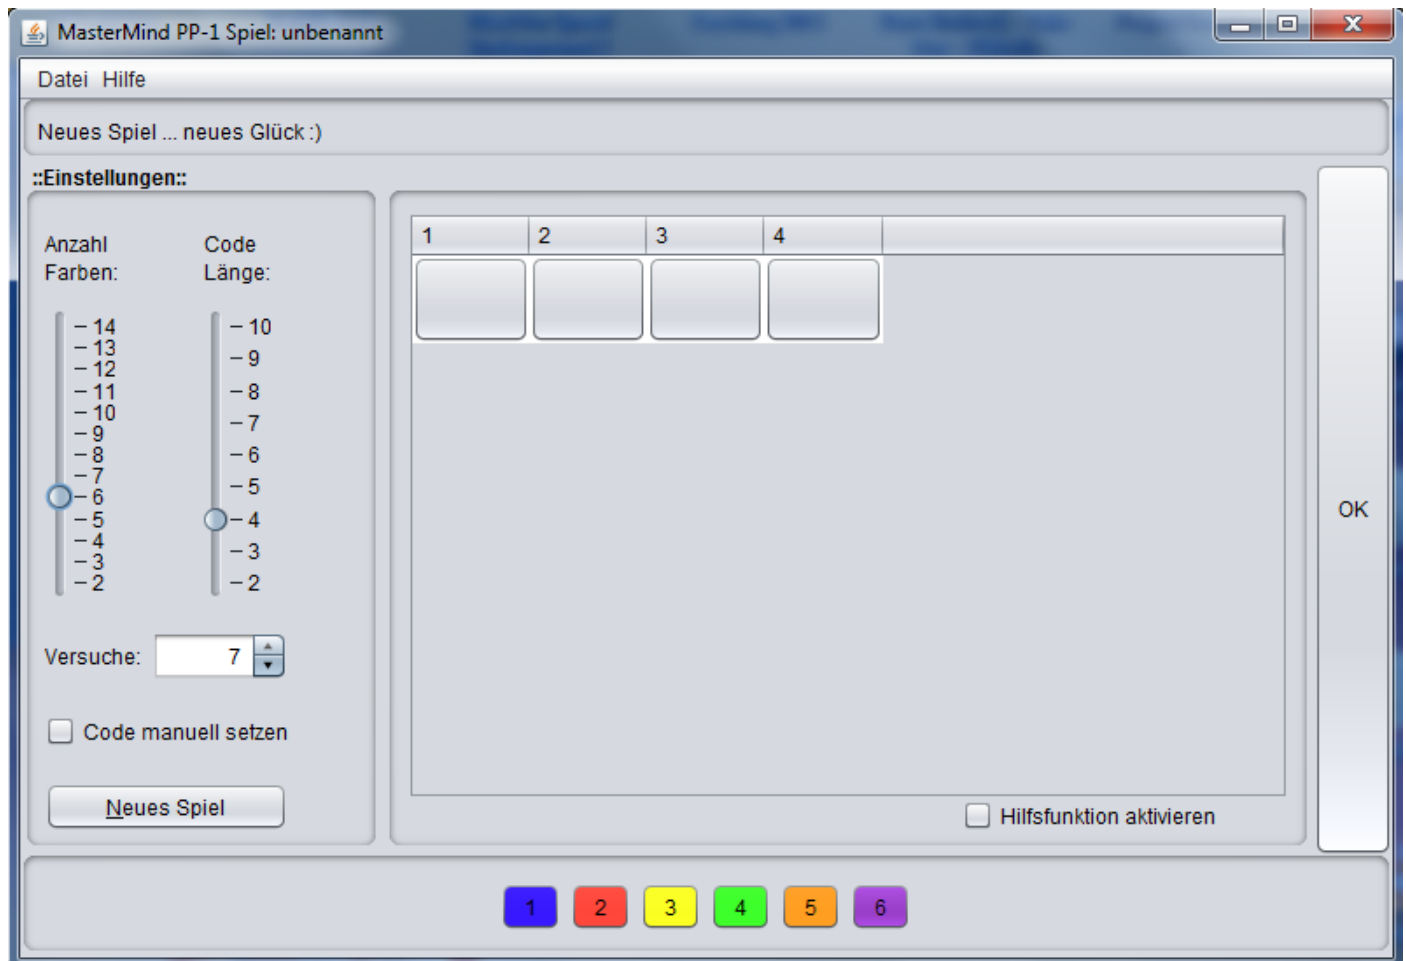 MasterMind PP-1 Spiel: unbenannt
Datei Hilfe
Neues Spiel ... neues Glück :)
::Einstellungen::
Anzahl Farben:
Code Länge:
14
13
12
11
10
9
8
7
6
5
4
3
2
10
9
8
7
6
5
4
3
2
Versuche: 7
Code manuell setzen
Neues Spiel
1 2 3 4
Hilfsfunktion aktivieren
OK
1 2 3 4 5 6